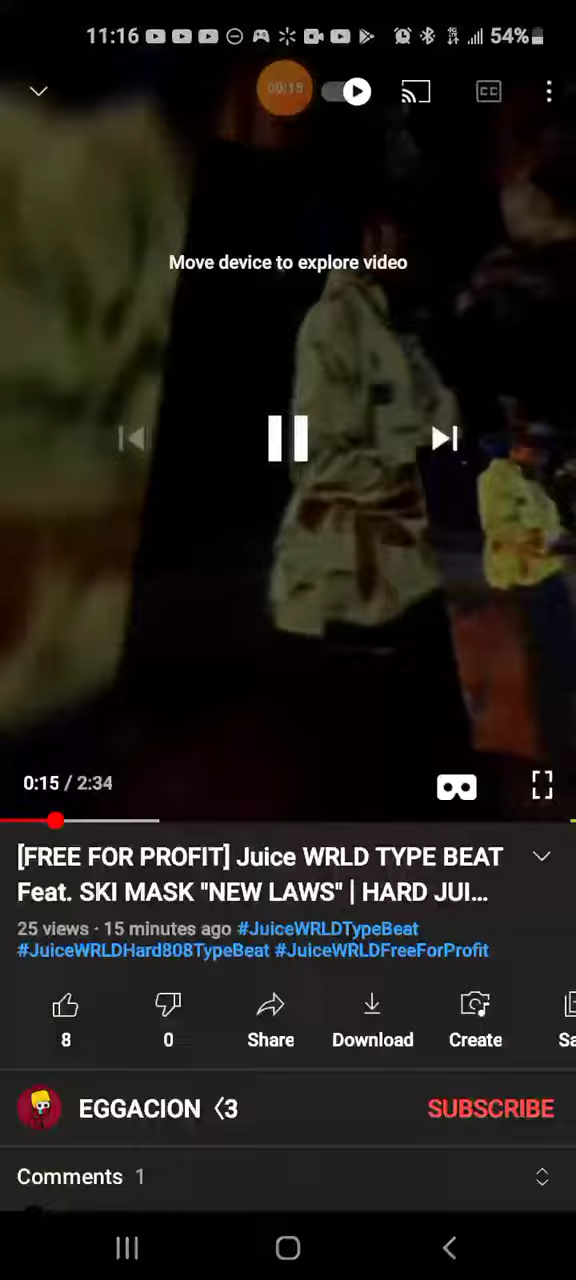 11:16 54%
00:15 CC
Move device to explore video
0:15 / 2:34
[FREE FOR PROFIT] Juice WRLD TYPE BEAT
Feat. SKI MASK "NEW LAWS" | HARD JUI...
25 views · 15 minutes ago #JuiceWRLDTypeBeat
#JuiceWRLDHard808TypeBeat #JuiceWRLDFreeForProfit
8 0 Share Download Create Sa
EGGACION <3 SUBSCRIBE
Comments 1